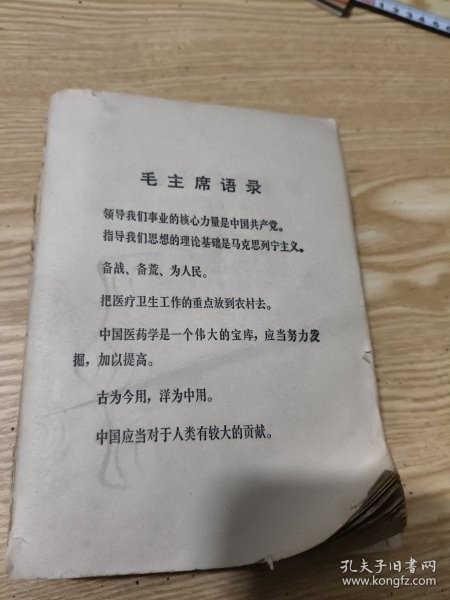 毛主席语录
领导我们事业的核心力量是中国共产党。
指导我们思想的理论基础是马克思列宁主义。
备战、备荒、为人民。
把医疗卫生工作的重点放到农村去。
中国医药学是一个伟大的宝库，应当努力发
掘，加以提高。
古为今用，洋为中用。
中国应当对于人类有较大的贡献。
孔夫子旧书网
www.kongfz.com